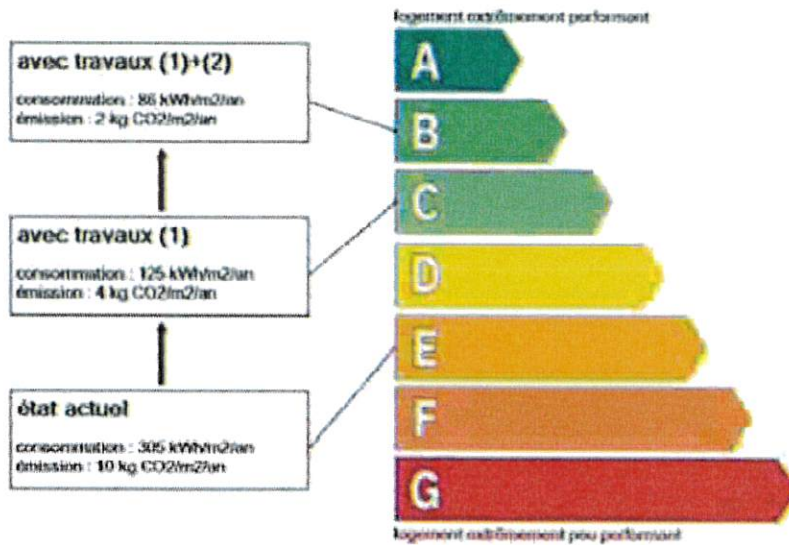 logement extrêmement performant
avec travaux (1)+(2)
consommation : 86 kWh/m2/an
émission : 2 kg CO2/m2/an
avec travaux (1)
consommation : 125 kWh/m2/an
émission : 4 kg CO2/m2/an
état actuel
consommation : 305 kWh/m2/an
émission : 10 kg CO2/m2/an
A
B
C
D
E
F
G
logement extrêmement peu performant